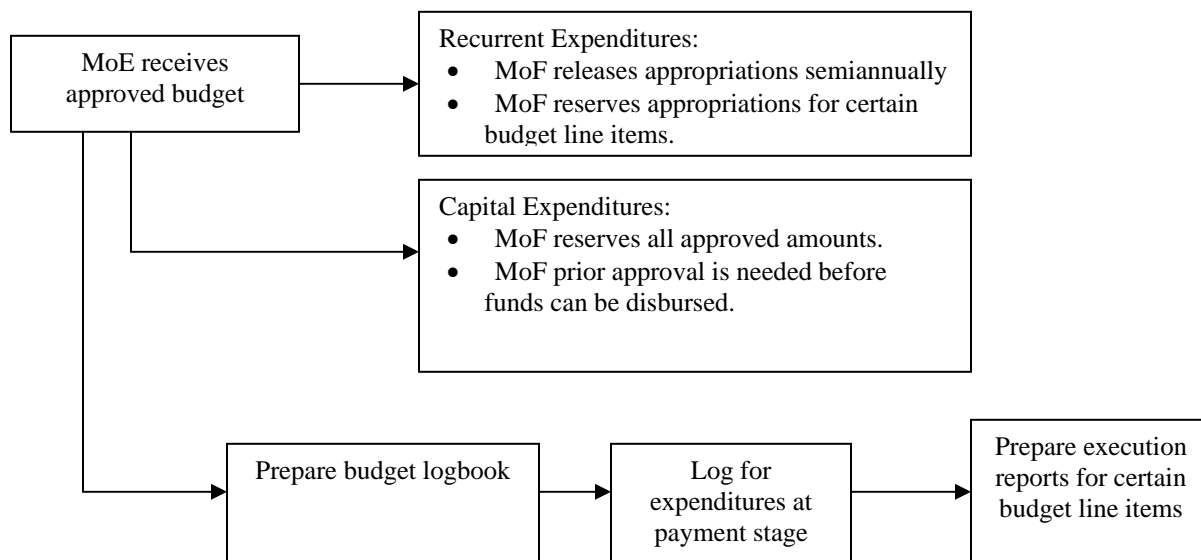 MoE receives
approved budget
Recurrent Expenditures:
• MoF releases appropriations semiannually
• MoF reserves appropriations for certain
budget line items.
Capital Expenditures:
• MoF reserves all approved amounts.
• MoF prior approval is needed before
funds can be disbursed.
Prepare budget logbook
Log for
expenditures at
payment stage
Prepare execution
reports for certain
budget line items